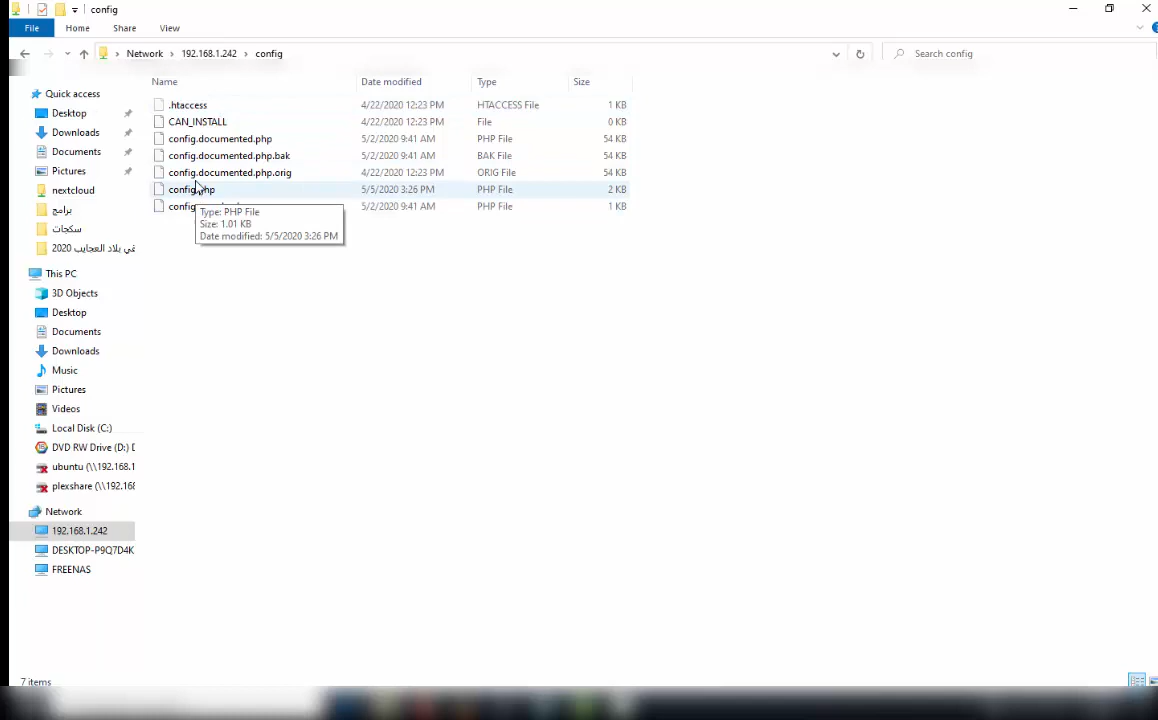 config
File
Home
Share
View
Network
192.168.1.242
config
Search config
Name
Date modified
Type
Size
.htaccess
4/22/2020 12:23 PM
HTACCESS File
1 KB
CAN_INSTALL
4/22/2020 12:23 PM
File
0 KB
config.documented.php
5/2/2020 9:41 AM
PHP File
54 KB
config.documented.php.bak
5/2/2020 9:41 AM
BAK File
54 KB
config.documented.php.orig
4/22/2020 12:23 PM
ORIG File
54 KB
config.php
5/5/2020 3:26 PM
PHP File
2 KB
config
5/2/2020 9:41 AM
PHP File
1 KB
Type: PHP File
Size: 1.01 KB
Date modified: 5/5/2020 3:26 PM
Quick access
Desktop
Downloads
Documents
Pictures
nextcloud
برامج
سكجات
في بلاد العجايب 2020
This PC
3D Objects
Desktop
Documents
Downloads
Music
Pictures
Videos
Local Disk (C:)
DVD RW Drive (D:) D
ubuntu (\\192.168.1
plexshare (\\192.168
Network
192.168.1.242
DESKTOP-P9Q7D4K
FREENAS
7 items